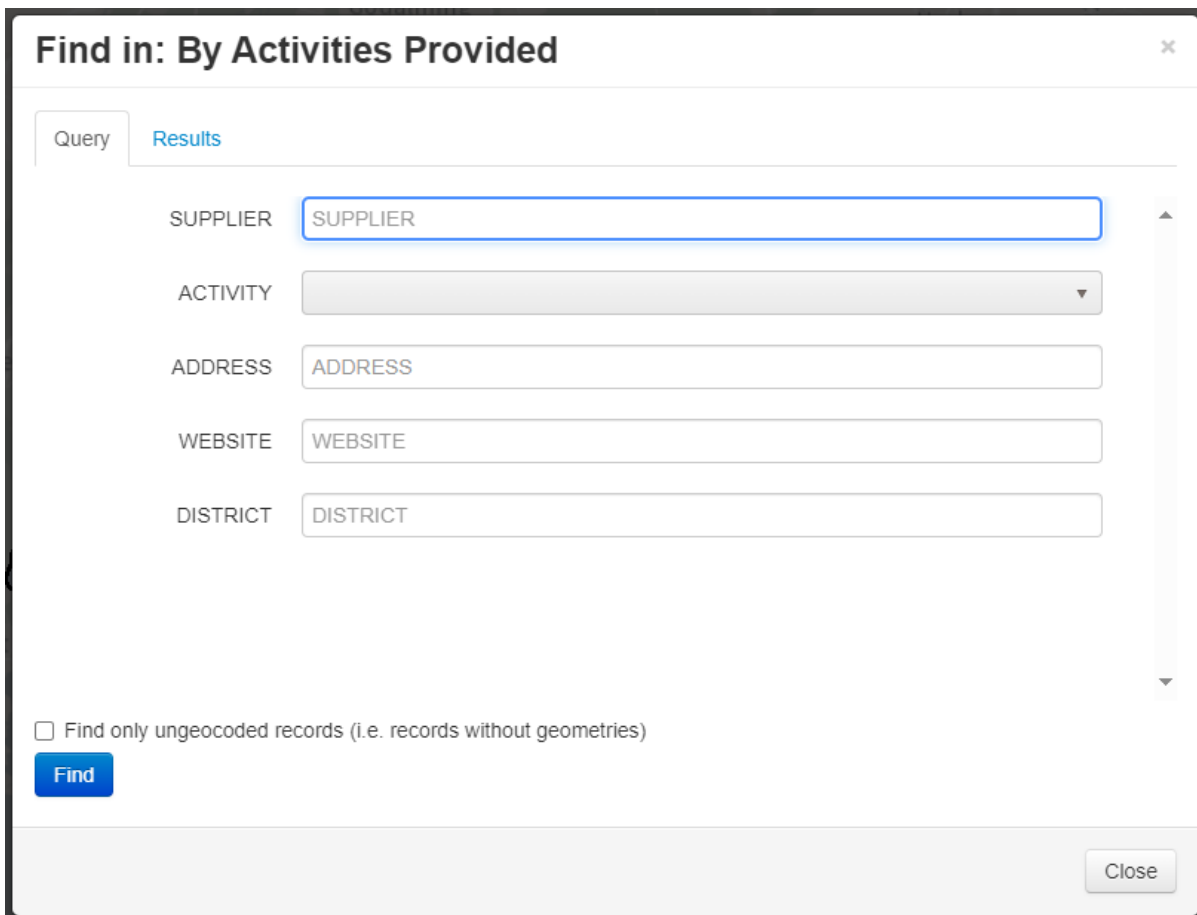 Find in: By Activities Provided
×
Query Results
SUPPLIER SUPPLIER
ACTIVITY
ADDRESS ADDRESS
WEBSITE WEBSITE
DISTRICT DISTRICT
Find only ungeocoded records (i.e. records without geometries)
Find
Close